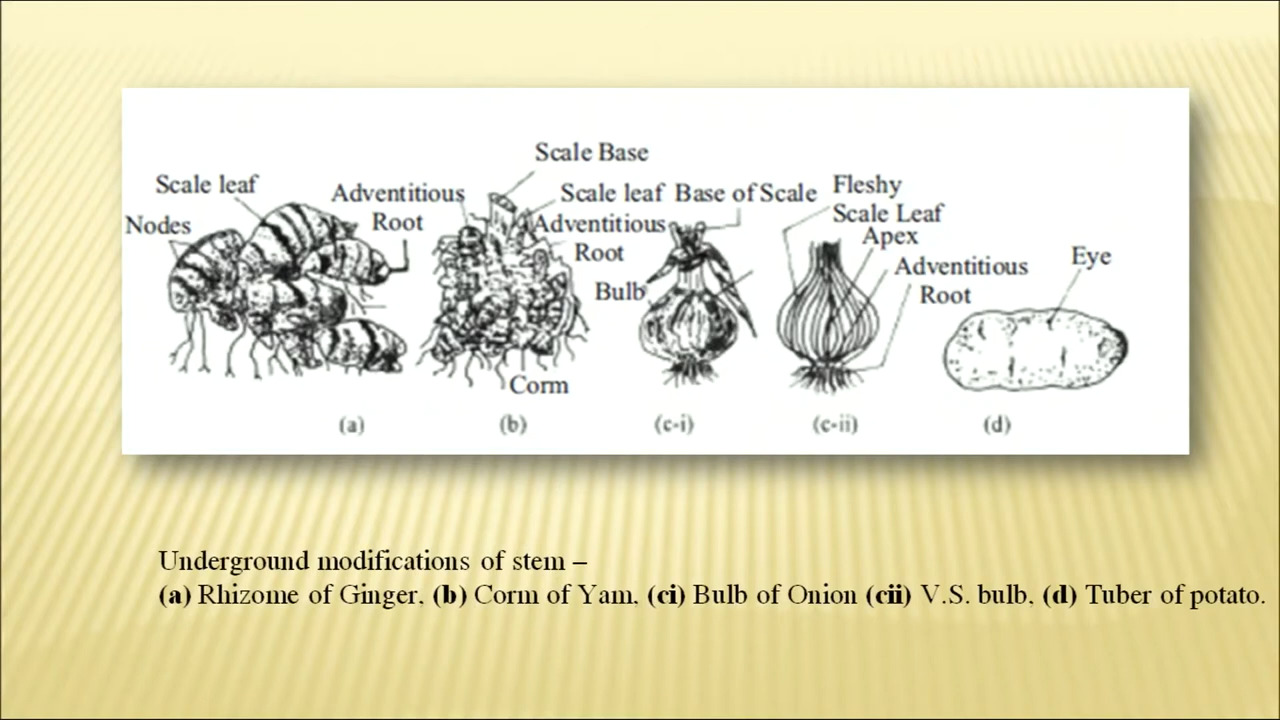 Scale Base
Scale leaf
Adventitious
Root
Scale leaf
Base of Scale
Fleshy
Scale Leaf
Nodes
Adventitious
Root
Apex
Adventitious
Root
Eye
Bulb
Corm
(a)
(b)
(c-i)
(c-ii)
(d)
Underground modifications of stem –
(a) Rhizome of Ginger, (b) Corm of Yam, (ci) Bulb of Onion (cii) V.S. bulb, (d) Tuber of potato.